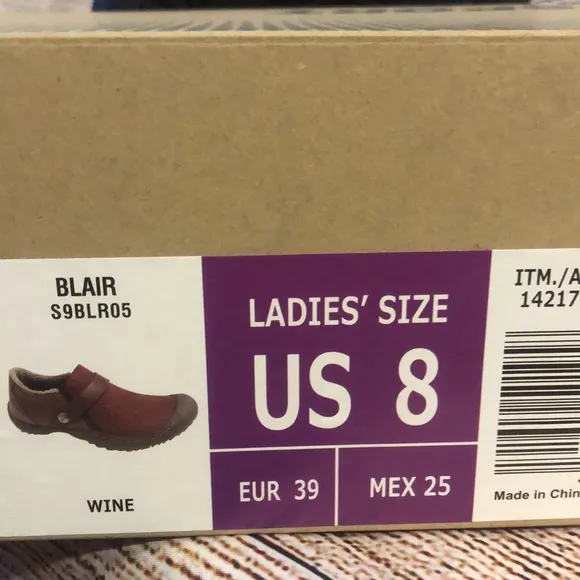 BLAIR
S9BLR05
WINE
LADIES' SIZE
US 8
EUR 39
MEX 25
ITM./A
14217
Made in Chin